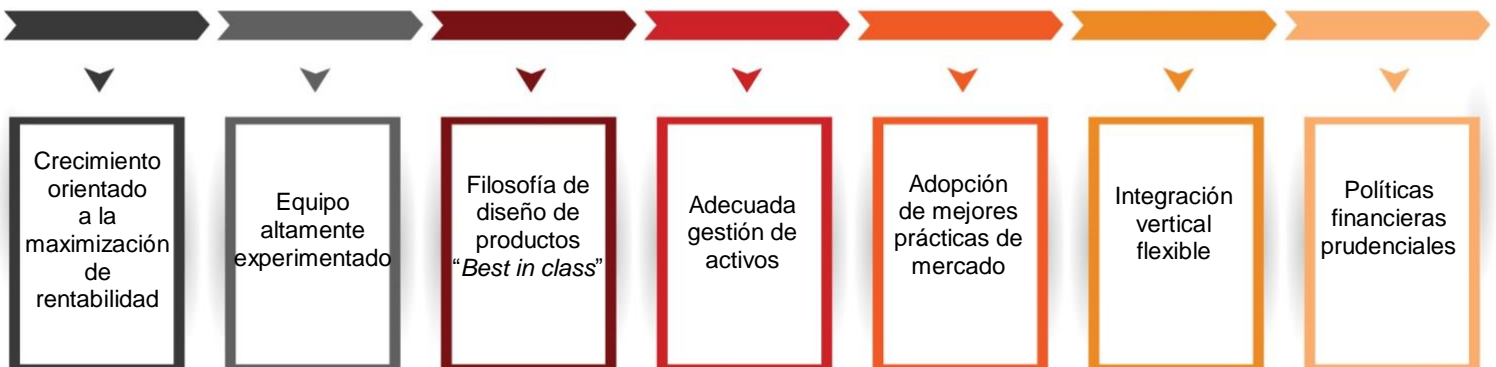 Crecimiento
orientado
a la
maximización
de
rentabilidad
Equipo
altamente
experimentado
Filosofía de
diseño de
productos
“Best in class”
Adecuada
gestión de
activos
Adopción
de mejores
prácticas de
mercado
Integración
vertical
flexible
Políticas
financieras
prudenciales